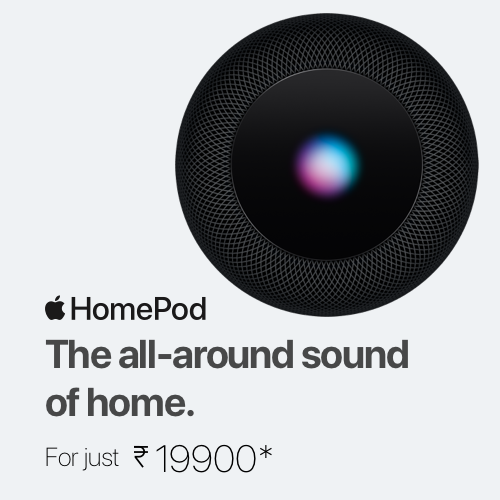 HomePod
The all-around sound
of home.
For just ₹ 19900*